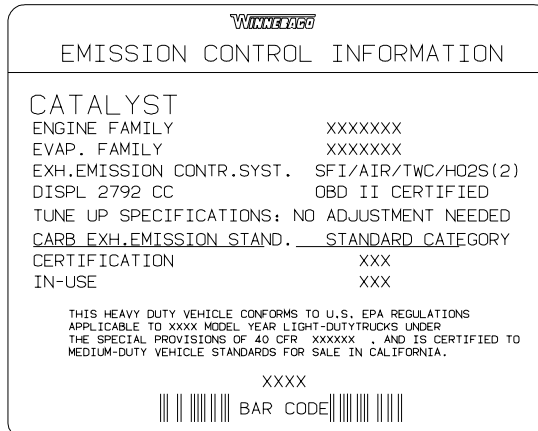 WINNEBAGO
EMISSION CONTROL INFORMATION
CATALYST
ENGINE FAMILY XXXXXXX
EVAP. FAMILY XXXXXXX
EXH.EMISSION CONTR.SYST. SFI/AIR/TWC/HO2S(2)
DISPL 2792 CC OBD II CERTIFIED
TUNE UP SPECIFICATIONS: NO ADJUSTMENT NEEDED
CARB EXH.EMISSION STAND. STANDARD CATEGORY
CERTIFICATION XXX
IN-USE XXX
THIS HEAVY DUTY VEHICLE CONFORMS TO U.S. EPA REGULATIONS
APPLICABLE TO XXXX MODEL YEAR LIGHT-DUTYTRUCKS UNDER
THE SPECIAL PROVISIONS OF 40 CFR XXXXXX , AND IS CERTIFIED TO
MEDIUM-DUTY VEHICLE STANDARDS FOR SALE IN CALIFORNIA.
XXXX
BAR CODE